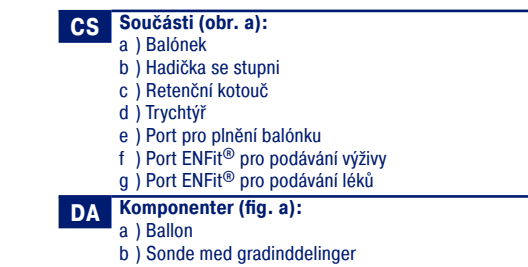 CS Součásti (obr. a):
a ) Balónek
b ) Hadička se stupni
c ) Retenční kotouč
d ) Trychtýř
e ) Port pro plnění balónku
f ) Port ENFit® pro podávání výživy
g ) Port ENFit® pro podávání léků
DA Komponenter (fig. a):
a ) Ballon
b ) Sonde med gradinddelinger